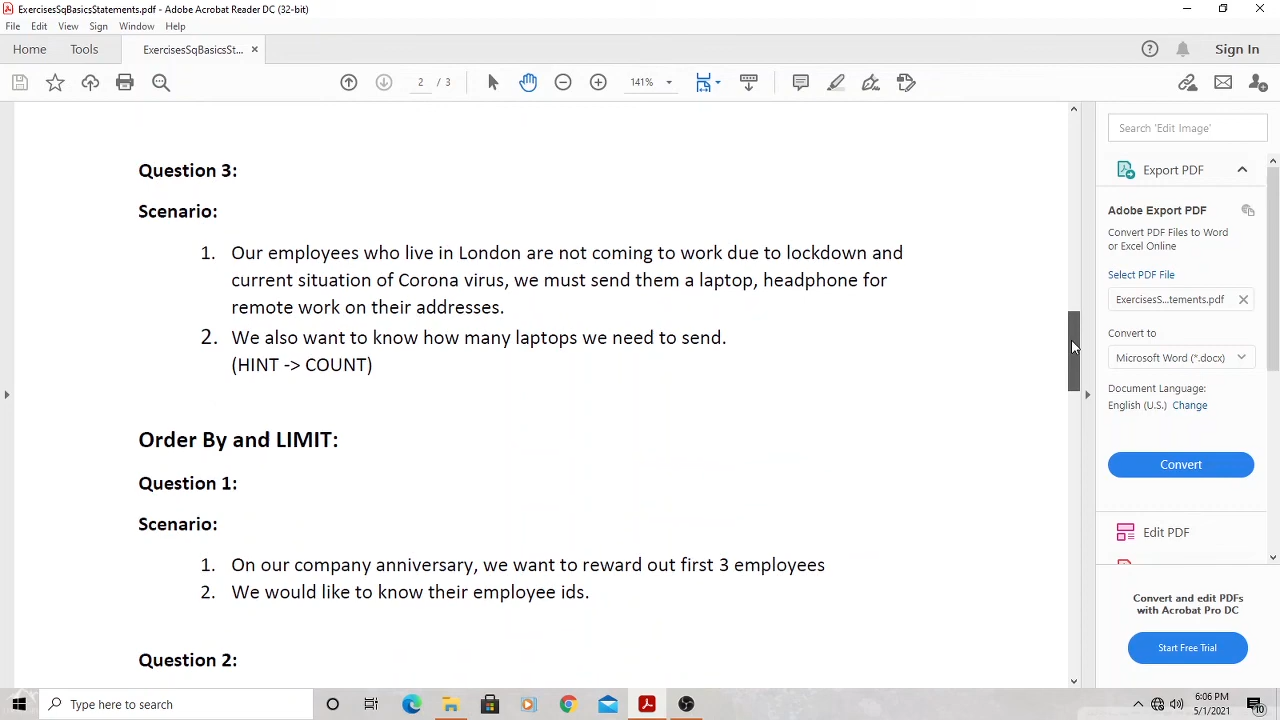 ExercisesSqBasicsStatements.pdf - Adobe Acrobat Reader DC (32-bit)
File Edit View Sign Window Help
Home Tools ExercisesSqBasicsSt... Sign In
2 / 3 141%
Question 3:
Scenario:
1. Our employees who live in London are not coming to work due to lockdown and
current situation of Corona virus, we must send them a laptop, headphone for
remote work on their addresses.
2. We also want to know how many laptops we need to send.
(HINT -> COUNT)
Order By and LIMIT:
Question 1:
Scenario:
1. On our company anniversary, we want to reward out first 3 employees
2. We would like to know their employee ids.
Question 2:
Search 'Edit Image'
Export PDF
Adobe Export PDF
Convert PDF Files to Word
or Excel Online
Select PDF File
ExercisesS...tements.pdf
Convert to
Microsoft Word (*.docx)
Document Language:
English (U.S.) Change
Convert
Edit PDF
Convert and edit PDFs
with Acrobat Pro DC
Start Free Trial
Type here to search
6:06 PM
5/1/2021